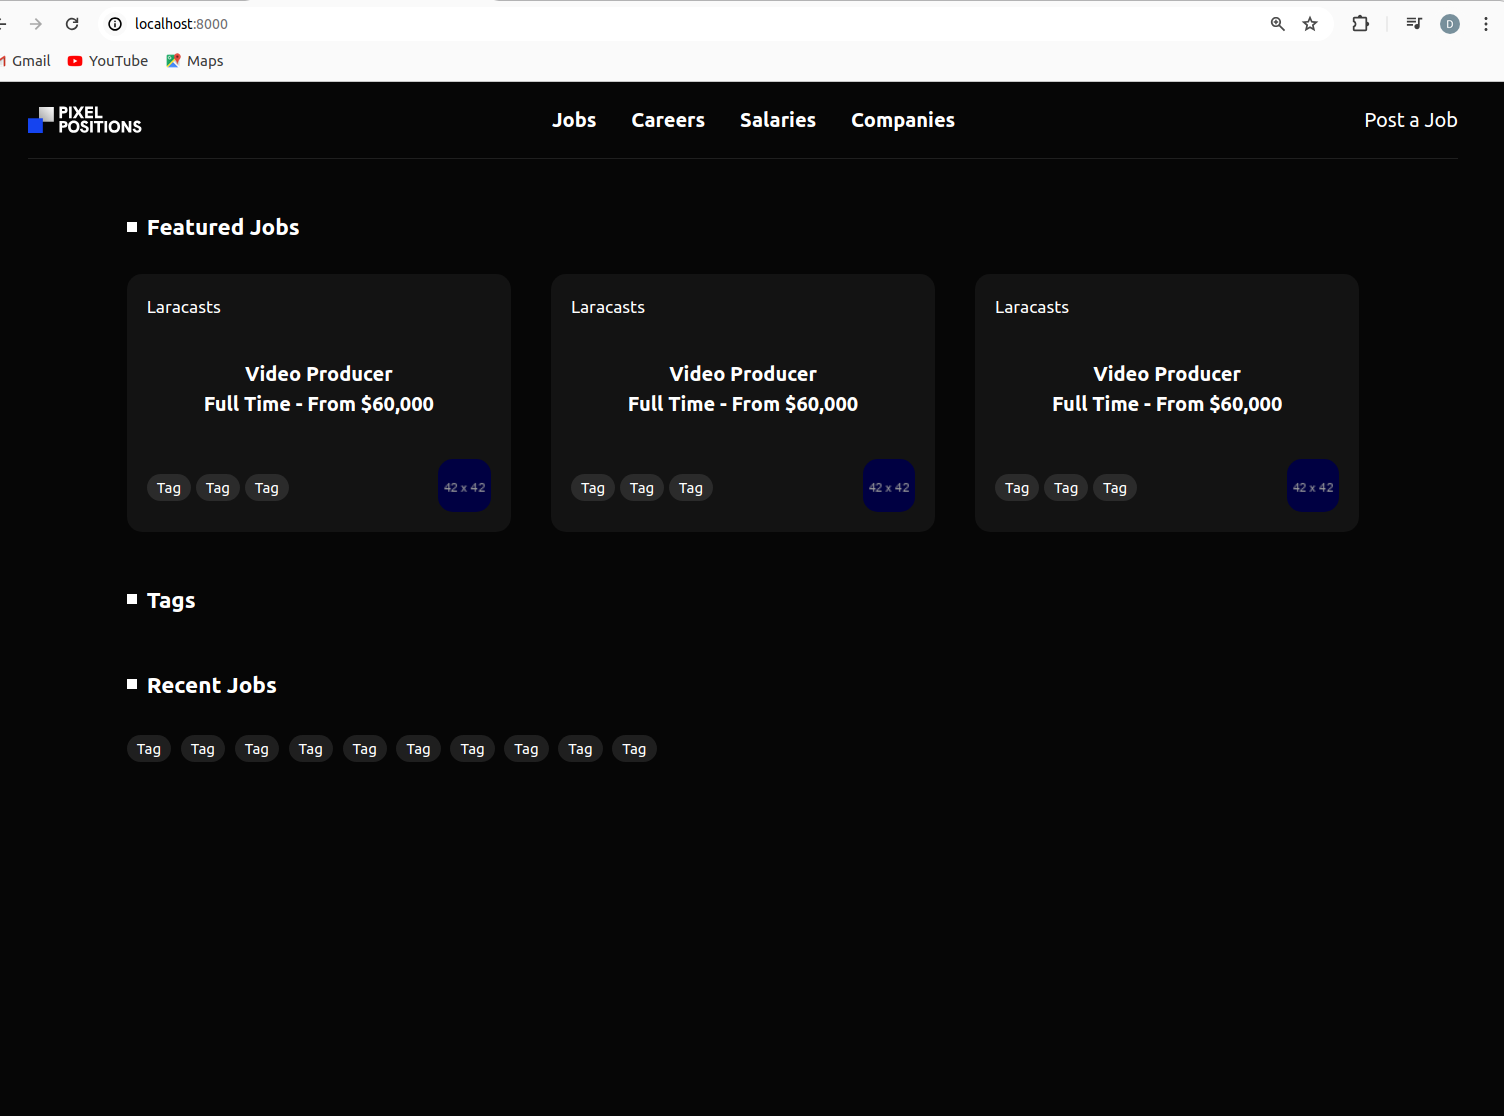 localhost:8000
D
Gmail YouTube Maps
PIXEL
POSITIONS
Jobs Careers Salaries Companies
Post a Job
Featured Jobs
Laracasts
Video Producer
Full Time - From $60,000
Tag Tag Tag
42 x 42
Laracasts
Video Producer
Full Time - From $60,000
Tag Tag Tag
42 x 42
Laracasts
Video Producer
Full Time - From $60,000
Tag Tag Tag
42 x 42
Tags
Recent Jobs
Tag Tag Tag Tag Tag Tag Tag Tag Tag Tag